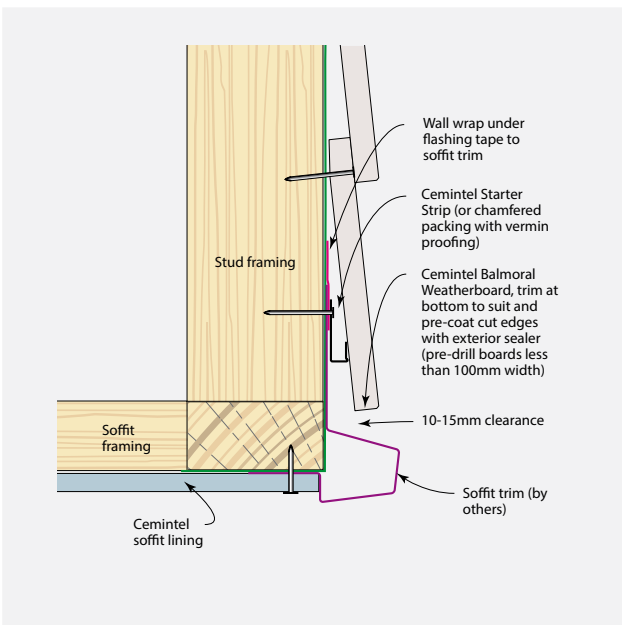 Wall wrap under
flashing tape to
soffit trim
Cemintel Starter
Strip (or chamfered
packing with vermin
proofing)
Stud framing
Cemintel Balmoral
Weatherboard, trim at
bottom to suit and
pre-coat cut edges
with exterior sealer
(pre-drill boards less
than 100mm width)
10-15mm clearance
Soffit
framing
Soffit trim (by
others)
Cemintel
soffit lining